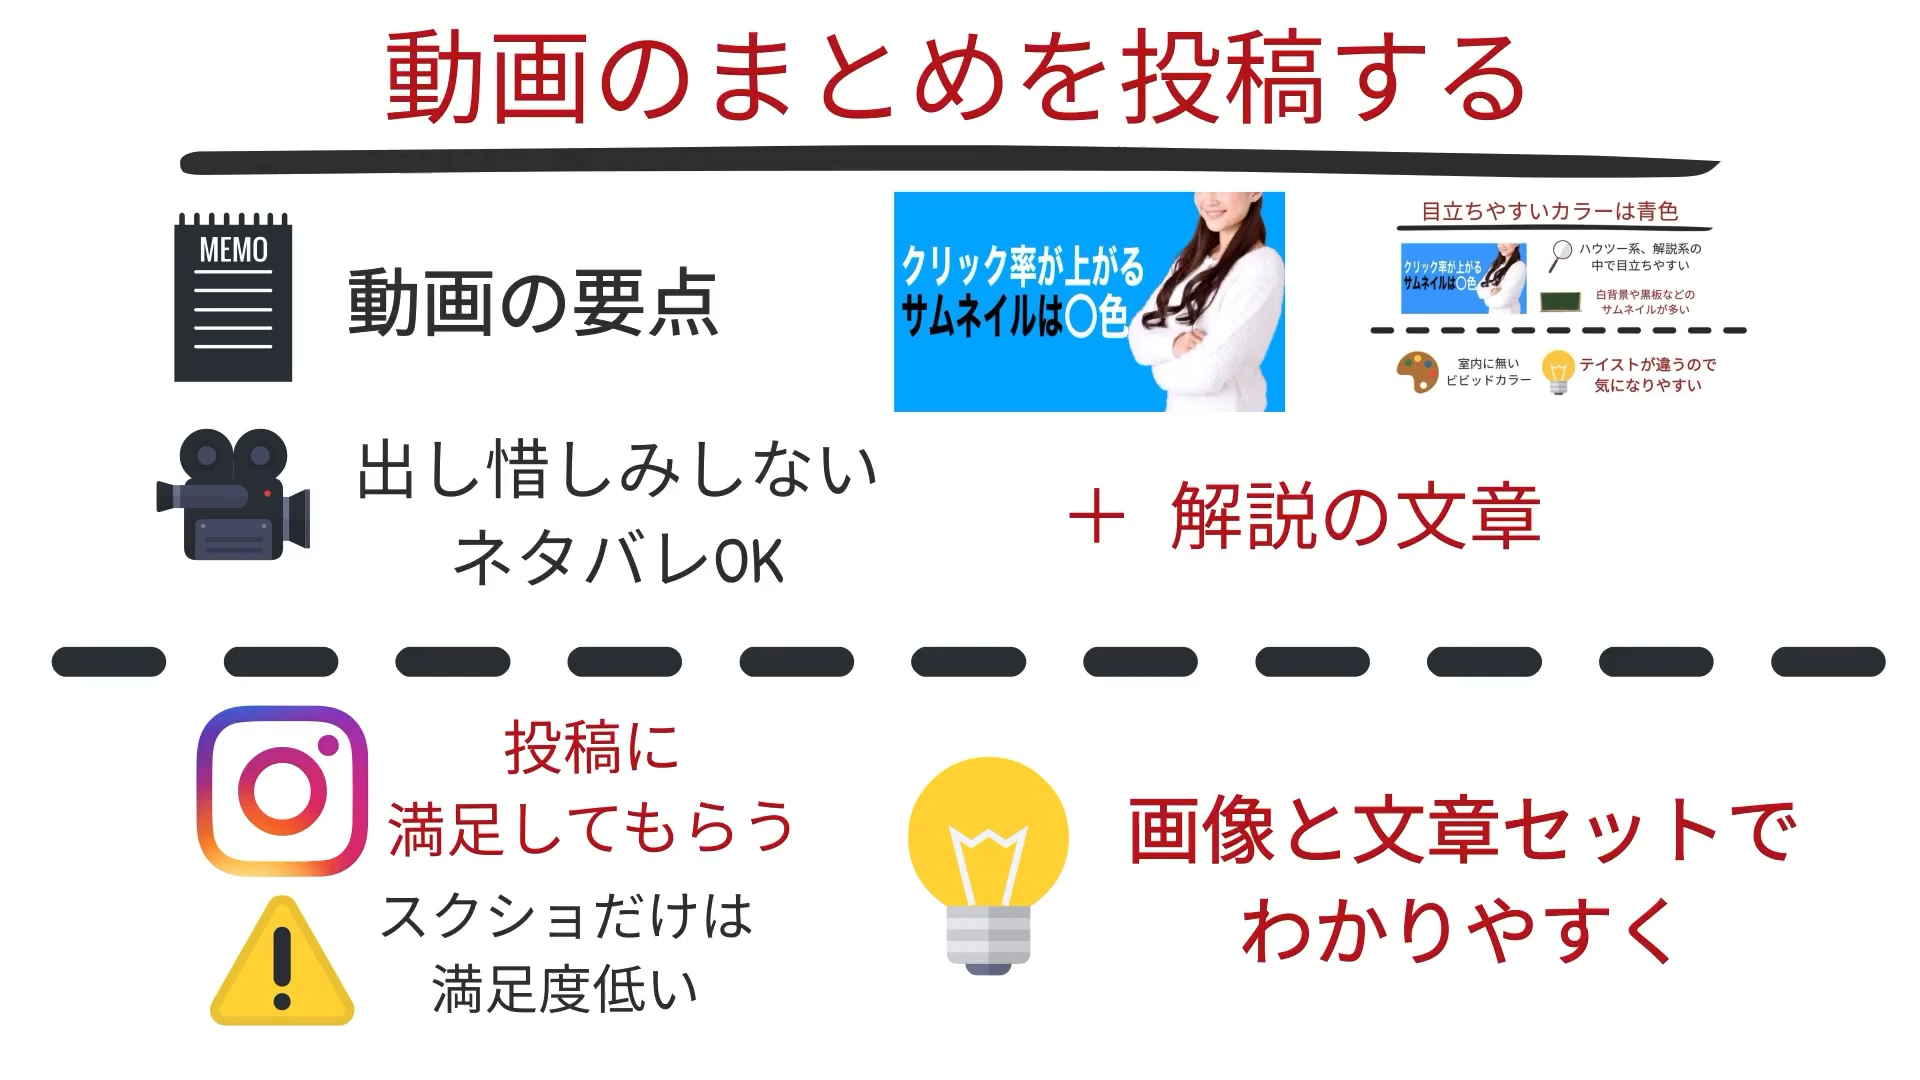 動画のまとめを投稿する
MEMO
動画の要点
クリック率が上がる
サムネイルは〇色
目立ちやすいカラーは青色
クリック率が上がる
サムネイルは〇色
ハウツー系、解説系の
中で目立ちやすい
白背景や黒板などの
サムネイルが多い
室内に無い
ビビッドカラー
テイストが違うので
気になりやすい
出し惜しみしない
ネタバレOK
＋ 解説の文章
投稿に
満足してもらう
スクショだけは
満足度低い
画像と文章セットで
わかりやすく